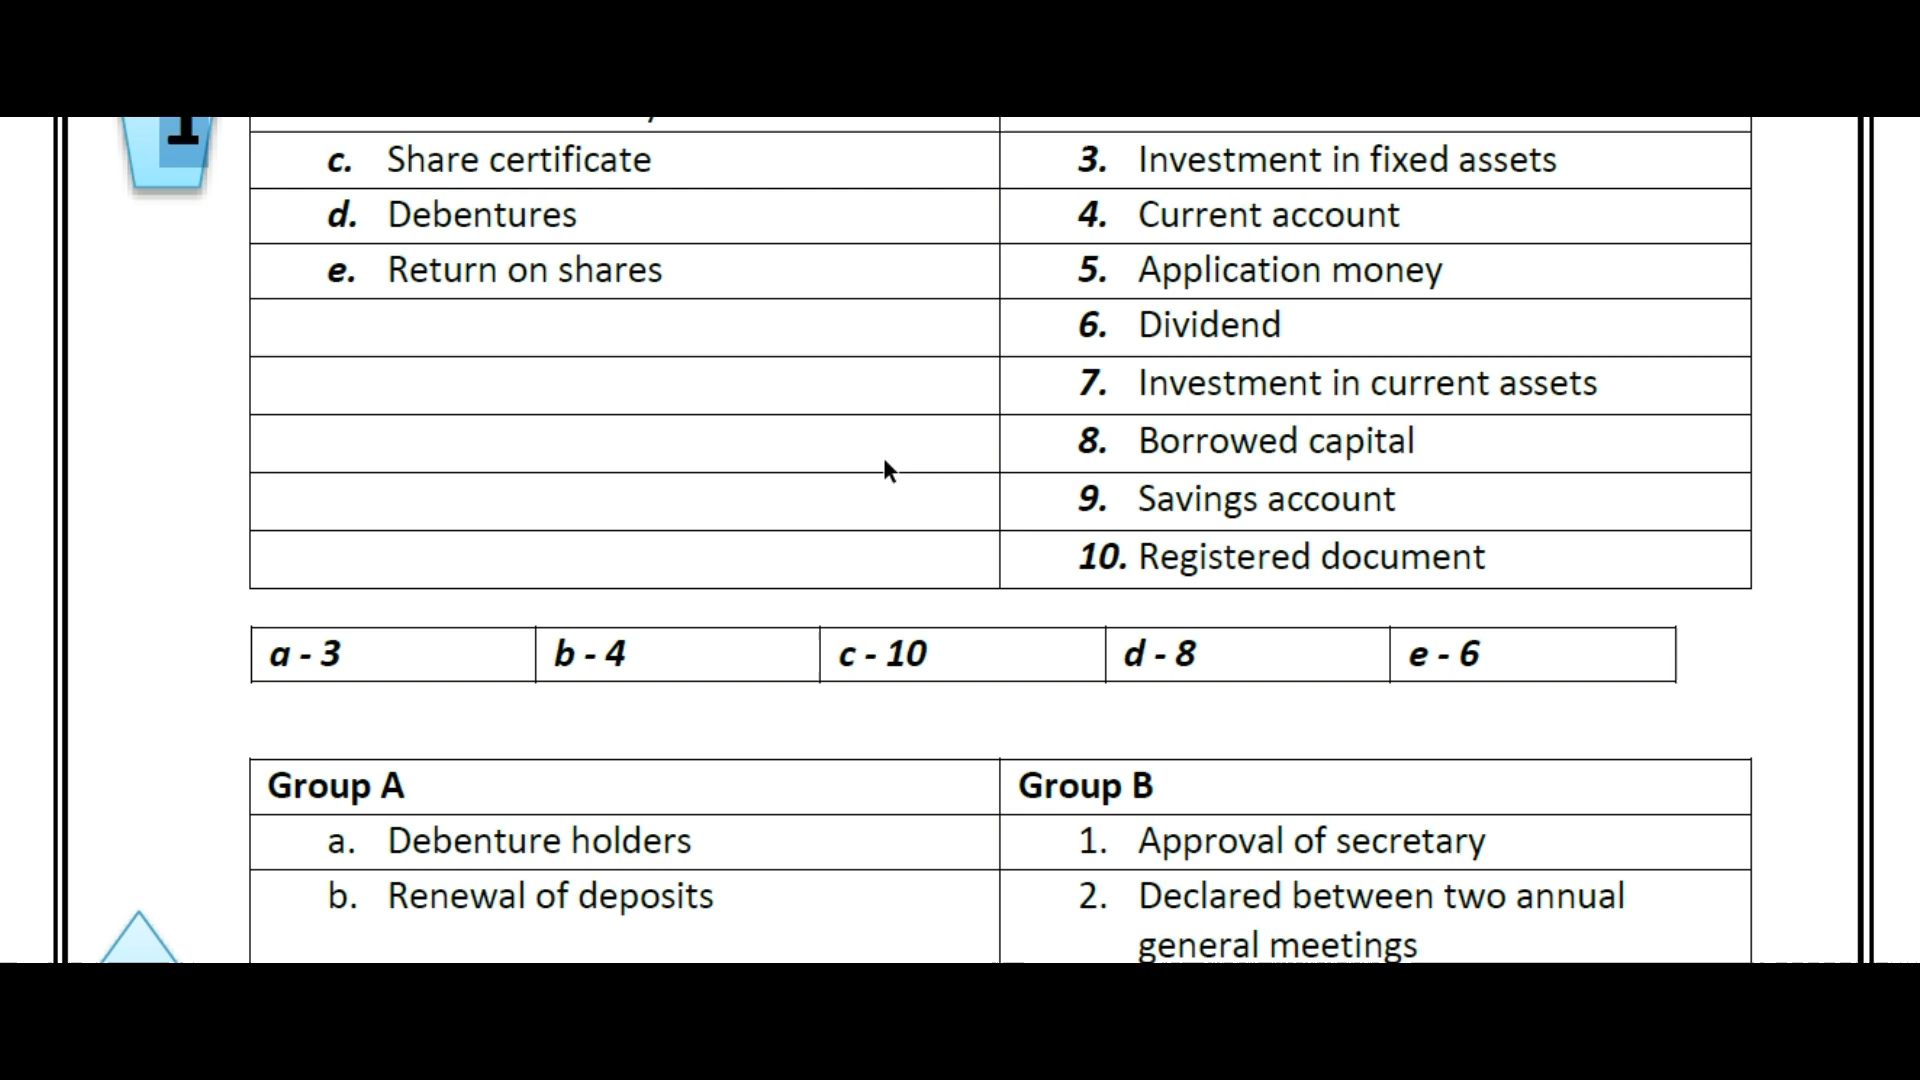 1
c. Share certificate
3. Investment in fixed assets
d. Debentures
4. Current account
e. Return on shares
5. Application money
6. Dividend
7. Investment in current assets
8. Borrowed capital
9. Savings account
10. Registered document
a - 3
b - 4
c - 10
d - 8
e - 6
Group A
Group B
a. Debenture holders
1. Approval of secretary
b. Renewal of deposits
2. Declared between two annual
general meetings